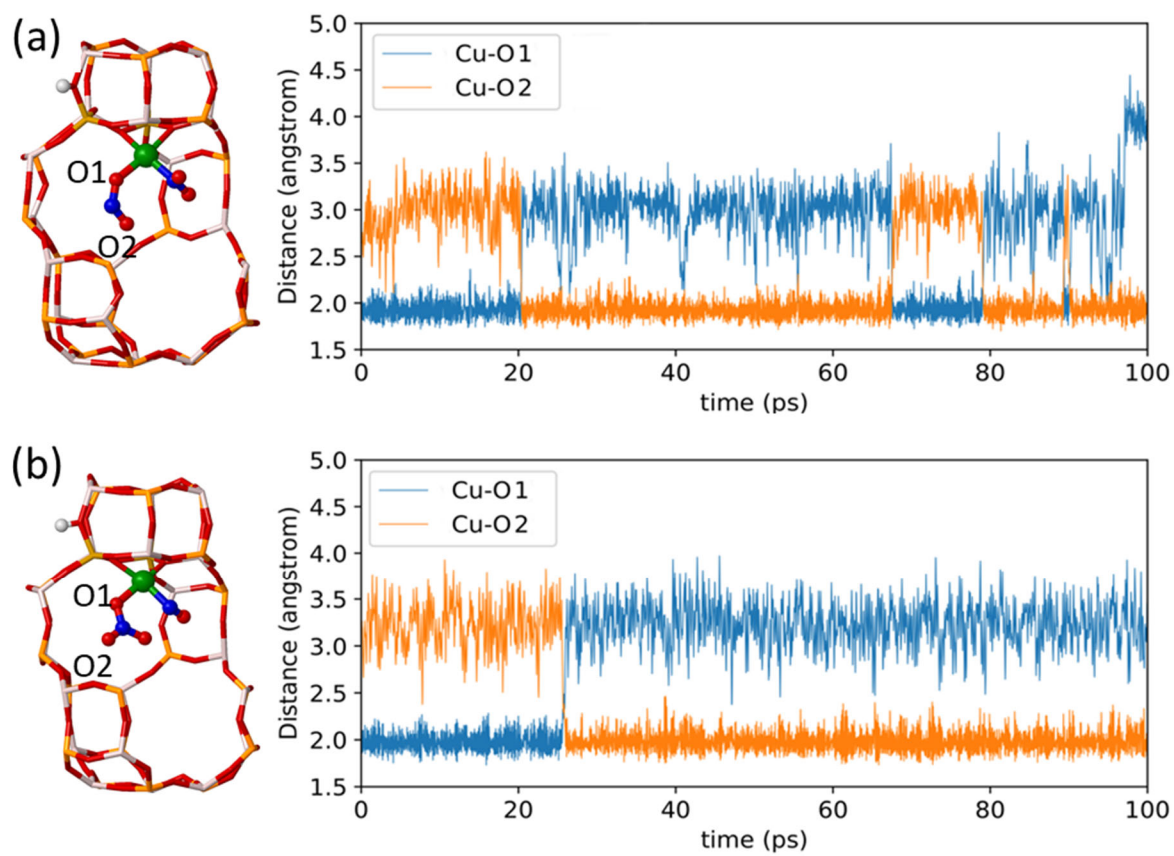 (a)
O1
O2
Distance (angstrom)
5.0
4.5
4.0
3.5
3.0
2.5
2.0
1.5
Cu-O1
Cu-O2
0 20 40 60 80 100
time (ps)
(b)
O1
O2
Distance (angstrom)
5.0
4.5
4.0
3.5
3.0
2.5
2.0
1.5
Cu-O1
Cu-O2
0 20 40 60 80 100
time (ps)